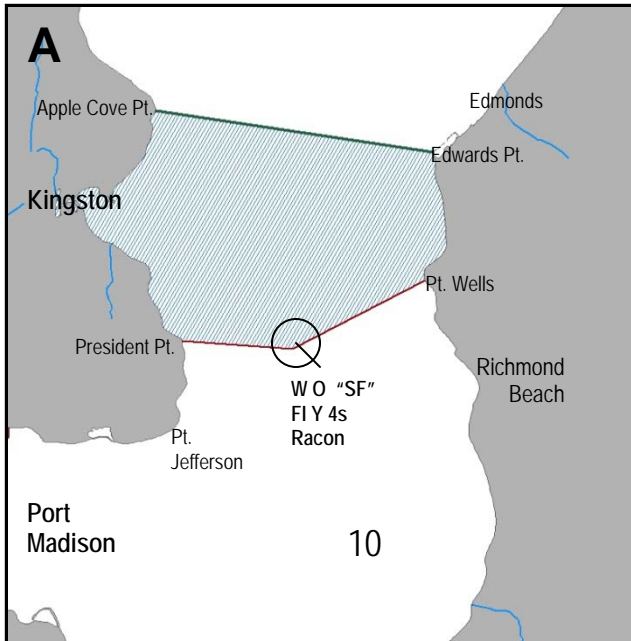 A
Apple Cove Pt.
Edmonds
Edwards Pt.
Kingston
Pt. Wells
President Pt.
Richmond
Beach
W O “SF”
Fl Y 4s
Racon
Pt.
Jefferson
Port
Madison
10